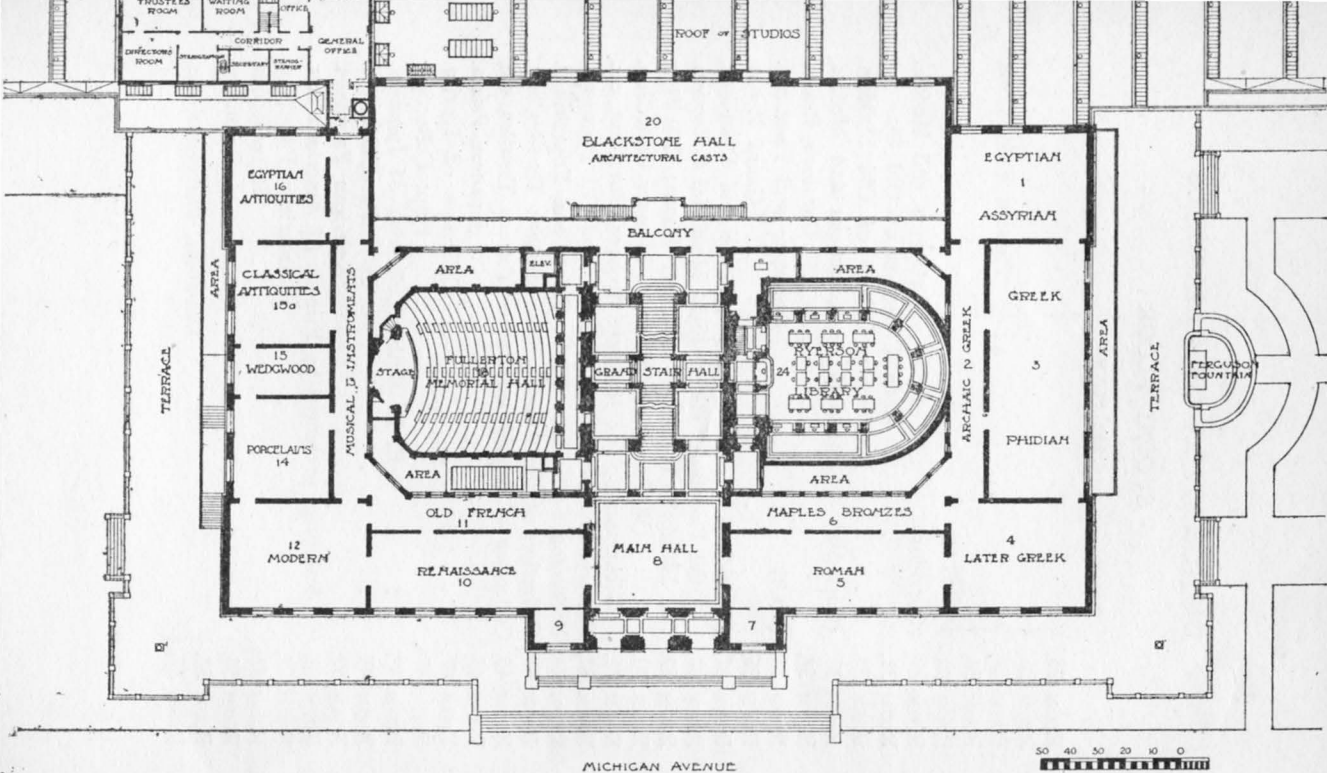 TRUSTEES
ROOM
WAITING
ROOM
OFFICE
CORRIDOR
DIRECTORS
ROOM
SECRETARY
GENERAL
OFFICE
ROOF OF STUDIOS
20
BLACKSTONE HALL
ARCHITECTURAL CASTS
BALCONY
EGYPTIAN
16
ANTIQUITIES
EGYPTIAN
1
ASSYRIAN
AREA
CLASSICAL
ANTIQUITIES
15a
15
WEDGWOOD
PORCELAINS
14
MUSICAL 13 INSTRUMENTS
AREA
ELEV.
STAGE
FULLERTON
18
MEMORIAL HALL
AREA
GRAND STAIR HALL
AREA
RYERSON
24
LIBRARY
AREA
ARCHAIC 2 GREEK
GREEK
3
PHIDIAN
AREA
TERRACE
TERRACE
FERGUSON
FOUNTAIN
12
MODERN
OLD FRENCH
11
RENAISSANCE
10
MAIN HALL
8
MAPLES BRONZES
6
ROMAN
5
4
LATER GREEK
9
7
50 40 30 20 10 0
MICHIGAN AVENUE